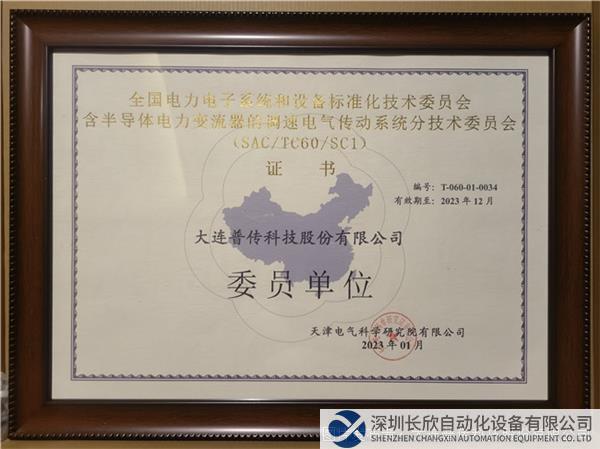 全国电力电子系统和设备标准化技术委员会
含半导体电力变流器的调速电气传动系统分技术委员会
(SAC/TC60/SC1)
证 书
编号：T-060-01-0034
有效期至：2023年12月
大连普传科技股份有限公司
委员单位
天津电气科学研究院有限公司
2023年01月
深圳长欣自动化设备有限公司
SHENZHEN CHANGXIN AUTOMATION EQUIPMENT CO.,LTD